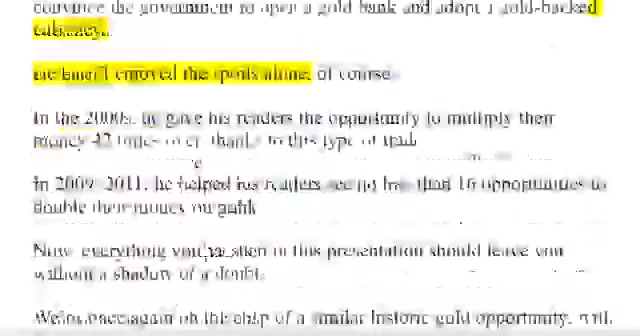 convince the government to open a gold bank and adopt a gold-backed
currency.
he hasn't enjoyed the spoils alone, of course.
In the 2000s, he gave his readers the opportunity to multiply their
money 42 times over thanks to this type of
In 2009-2011, he helped his readers see no less than 16 opportunities to
double their money on gold.
Now, everything you've seen in this presentation should leave you
without a shadow of a doubt.
We're once again on the cusp of a similar historic gold opportunity,